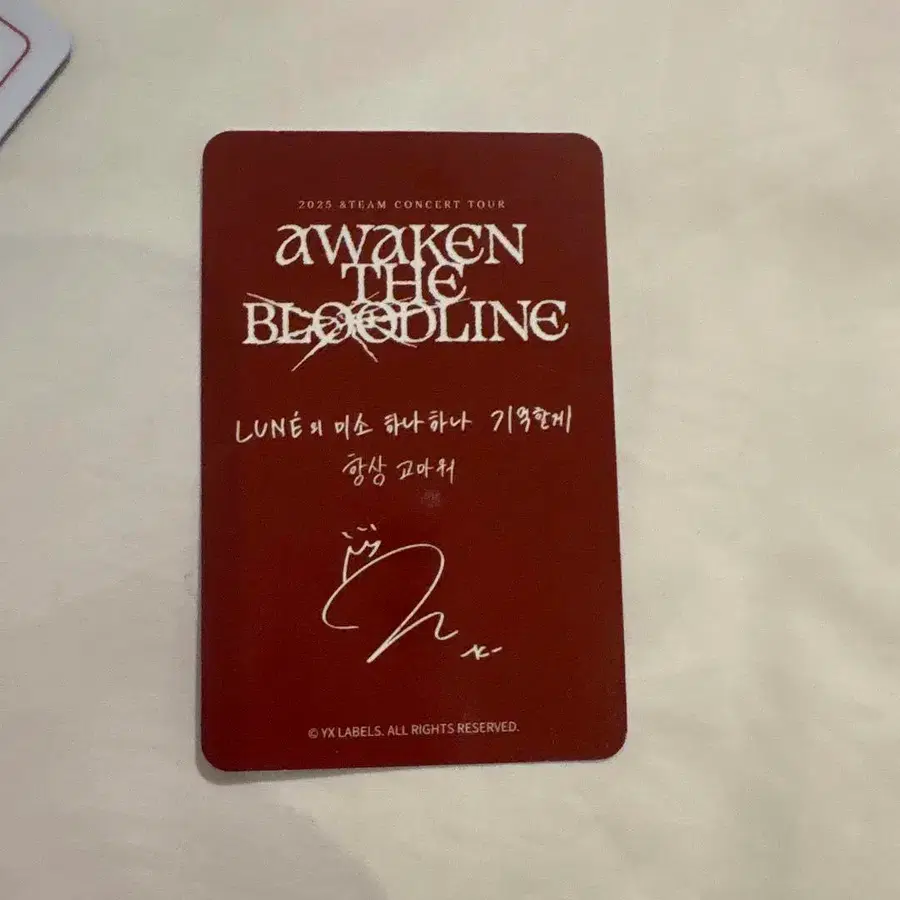 2025 &TEAM CONCERT TOUR
AWAKEN
THE
BLOODLINE
LUNÉ의 미소 하나하나 기억할게
항상 고마워
© YX LABELS. ALL RIGHTS RESERVED.